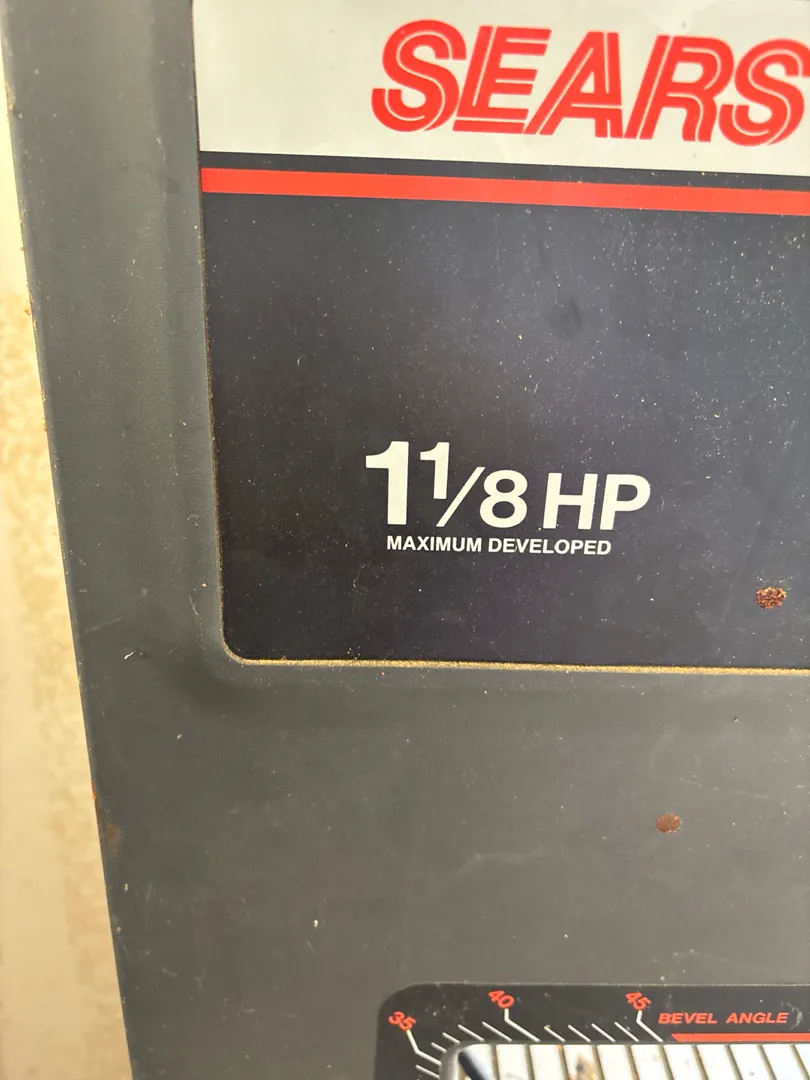 SEARS
1 1/8 HP
MAXIMUM DEVELOPED
35 40 45 BEVEL ANGLE